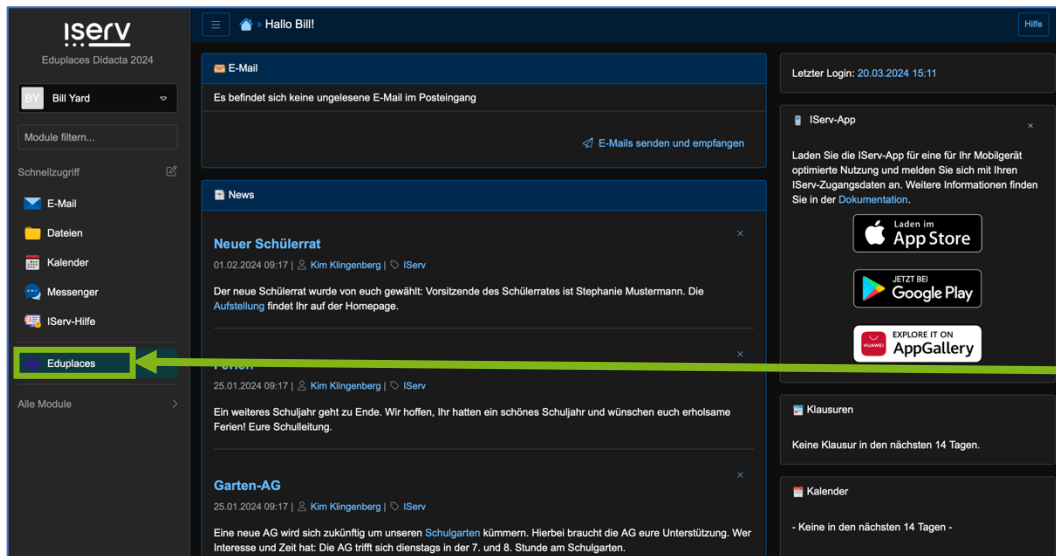 ISerV
Eduplaces Didacta 2024
BY Bill Yard
Module filtern...
Schnellzugriff
E-Mail
Dateien
Kalender
Messenger
IServ-Hilfe
Eduplaces
Alle Module
» Hallo Bill!
Hilfe
E-Mail
Es befindet sich keine ungelesene E-Mail im Posteingang
E-Mails senden und empfangen
News
Neuer Schülerrat
01.02.2024 09:17 | Kim Klingenberg | IServ
Der neue Schülerrat wurde von euch gewählt: Vorsitzende des Schülerrates ist Stephanie Mustermann. Die
Aufstellung findet Ihr auf der Homepage.
Ferien
25.01.2024 09:17 | Kim Klingenberg | IServ
Ein weiteres Schuljahr geht zu Ende. Wir hoffen, Ihr hatten ein schönes Schuljahr und wünschen euch erholsame
Ferien! Eure Schulleitung.
Garten-AG
25.01.2024 09:17 | Kim Klingenberg | IServ
Eine neue AG wird sich zukünftig um unseren Schulgarten kümmern. Hierbei braucht die AG eure Unterstützung. Wer
Interesse und Zeit hat: Die AG trifft sich dienstags in der 7. und 8. Stunde am Schulgarten.
Letzter Login: 20.03.2024 15:11
IServ-App
Laden Sie die IServ-App für eine für Ihr Mobilgerät
optimierte Nutzung und melden Sie sich mit Ihren
IServ-Zugangsdaten an. Weitere Informationen finden
Sie in der Dokumentation.
Laden im
App Store
JETZT BEI
Google Play
HUAWEI
EXPLORE IT ON
AppGallery
Klausuren
Keine Klausur in den nächsten 14 Tagen.
Kalender
- Keine in den nächsten 14 Tagen -